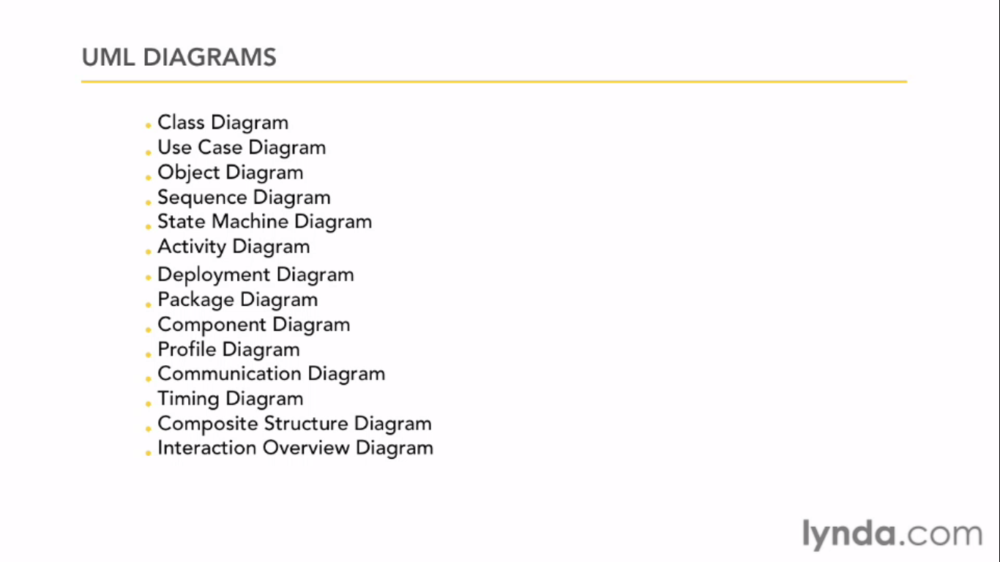 UML DIAGRAMS
Class Diagram
Use Case Diagram
Object Diagram
Sequence Diagram
State Machine Diagram
Activity Diagram
Deployment Diagram
Package Diagram
Component Diagram
Profile Diagram
Communication Diagram
Timing Diagram
Composite Structure Diagram
Interaction Overview Diagram
lynda.com